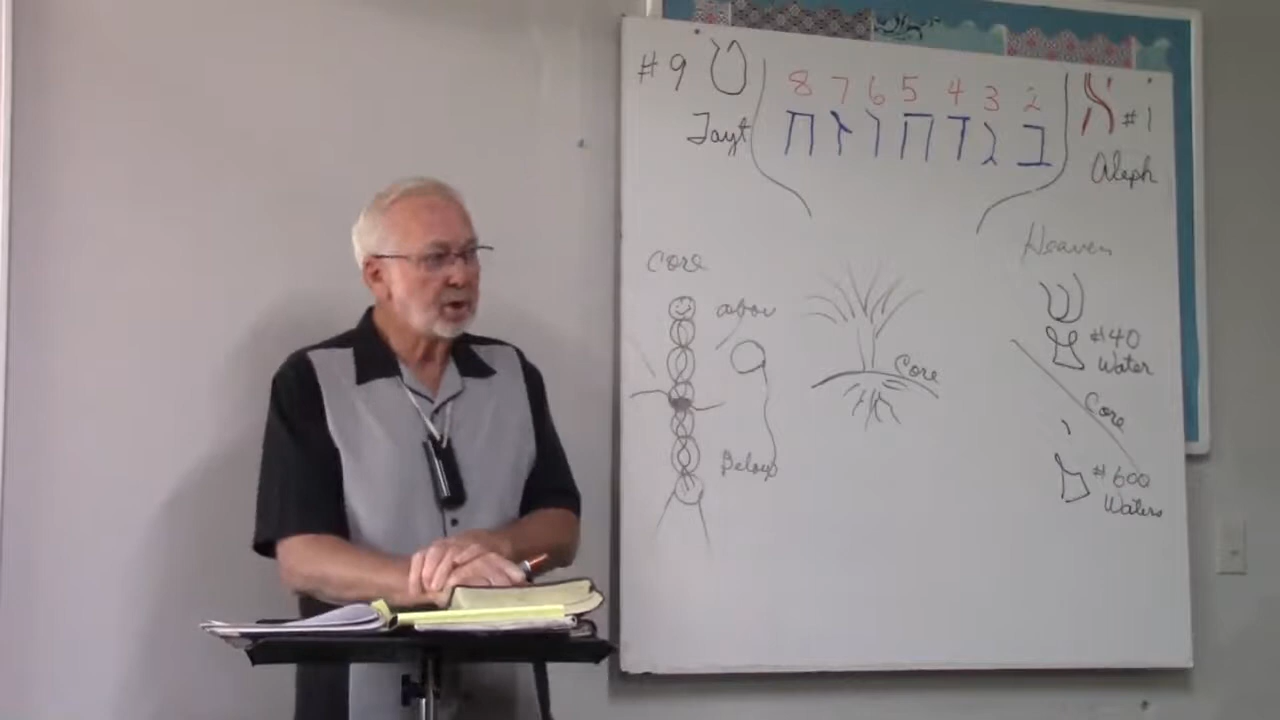 #9 ט
8 7 6 5 4 3 2
א #1
Tayt
ב ג ד ה ו ז ח
Aleph
Heaven
Core
above
#40
Water
Core
Core
Below
#600
Waters